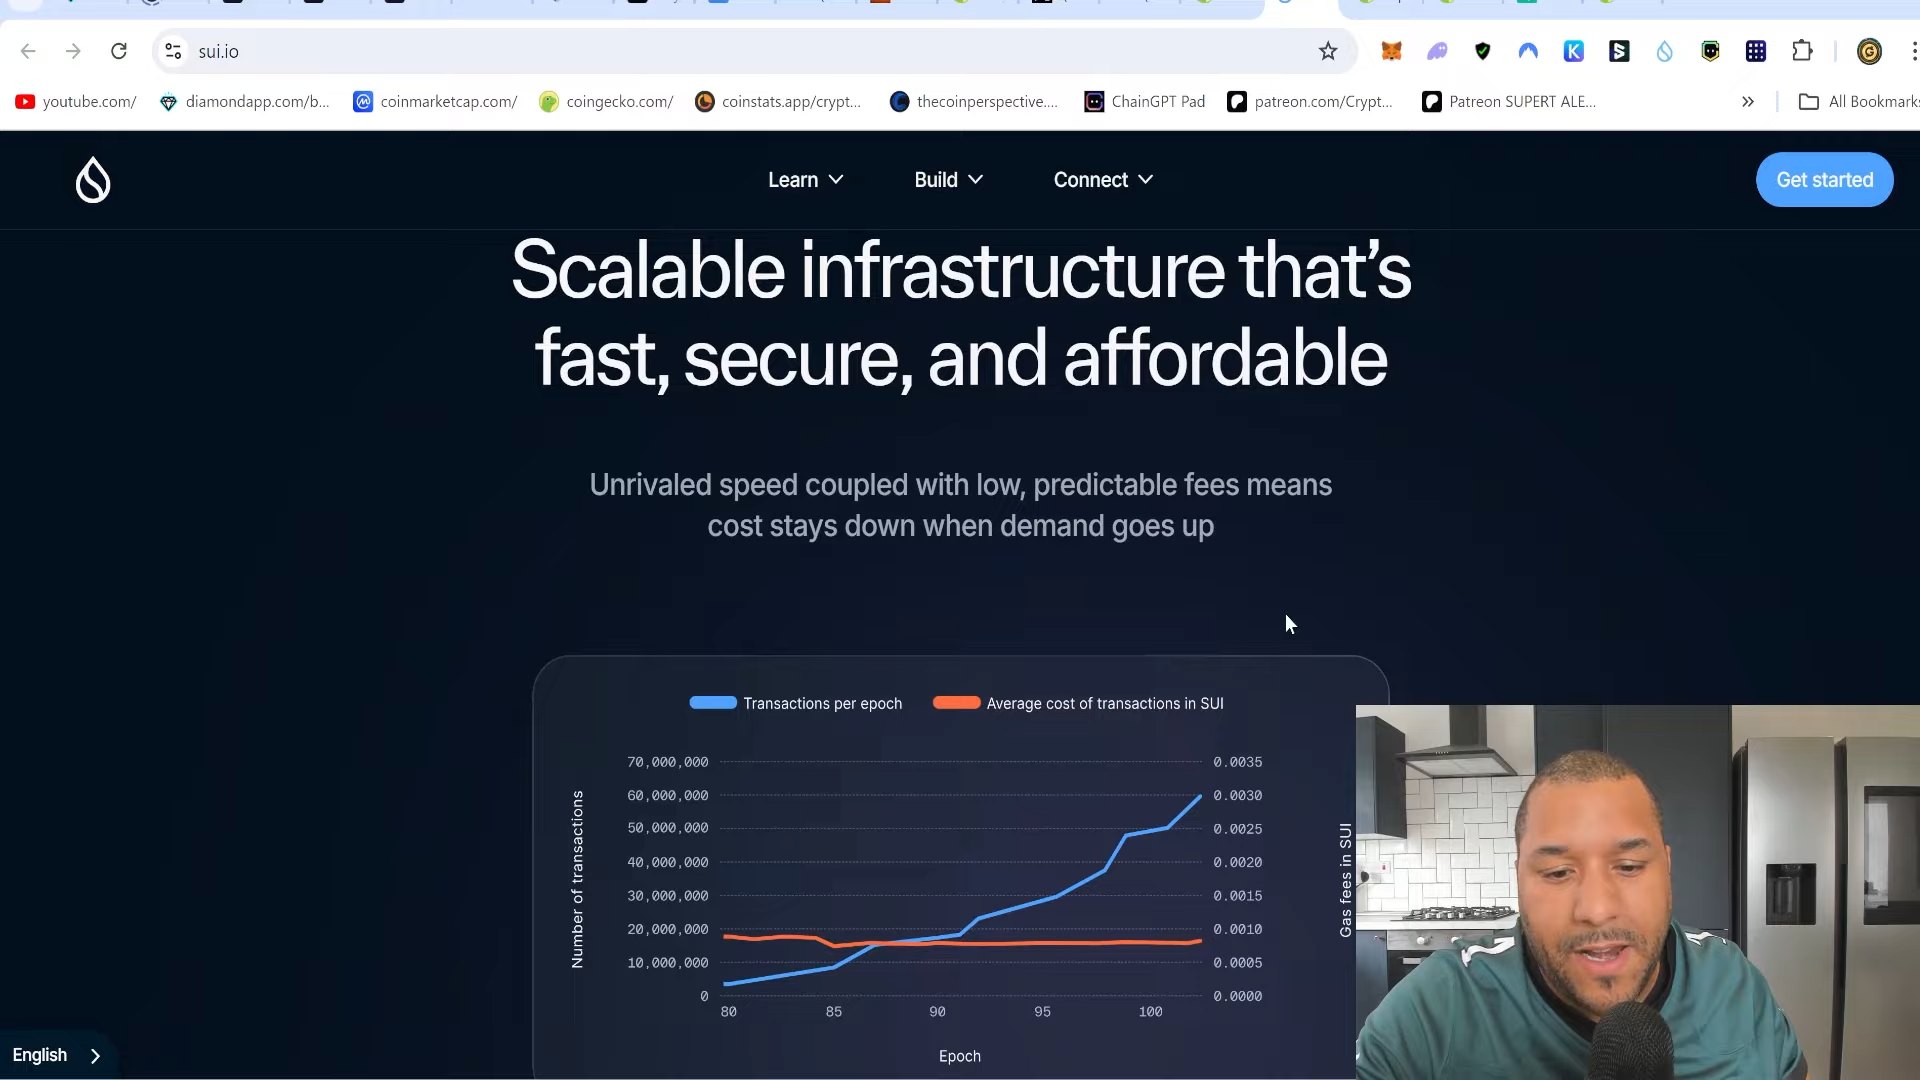 sui.io
youtube.com/
diamondapp.com/b...
coinmarketcap.com/
coingecko.com/
coinstats.app/crypt...
thecoinperspective....
ChainGPT Pad
patreon.com/Crypt...
Patreon SUPERT ALE...
All Bookmarks
Learn
Build
Connect
Get started
Scalable infrastructure that's
fast, secure, and affordable
Unrivaled speed coupled with low, predictable fees means
cost stays down when demand goes up
Transactions per epoch
Average cost of transactions in SUI
Number of transactions
70,000,000
60,000,000
50,000,000
40,000,000
30,000,000
20,000,000
10,000,000
0
0.0035
0.0030
0.0025
0.0020
0.0015
0.0010
0.0005
0.0000
Gas fees in SUI
80
85
90
95
100
Epoch
English